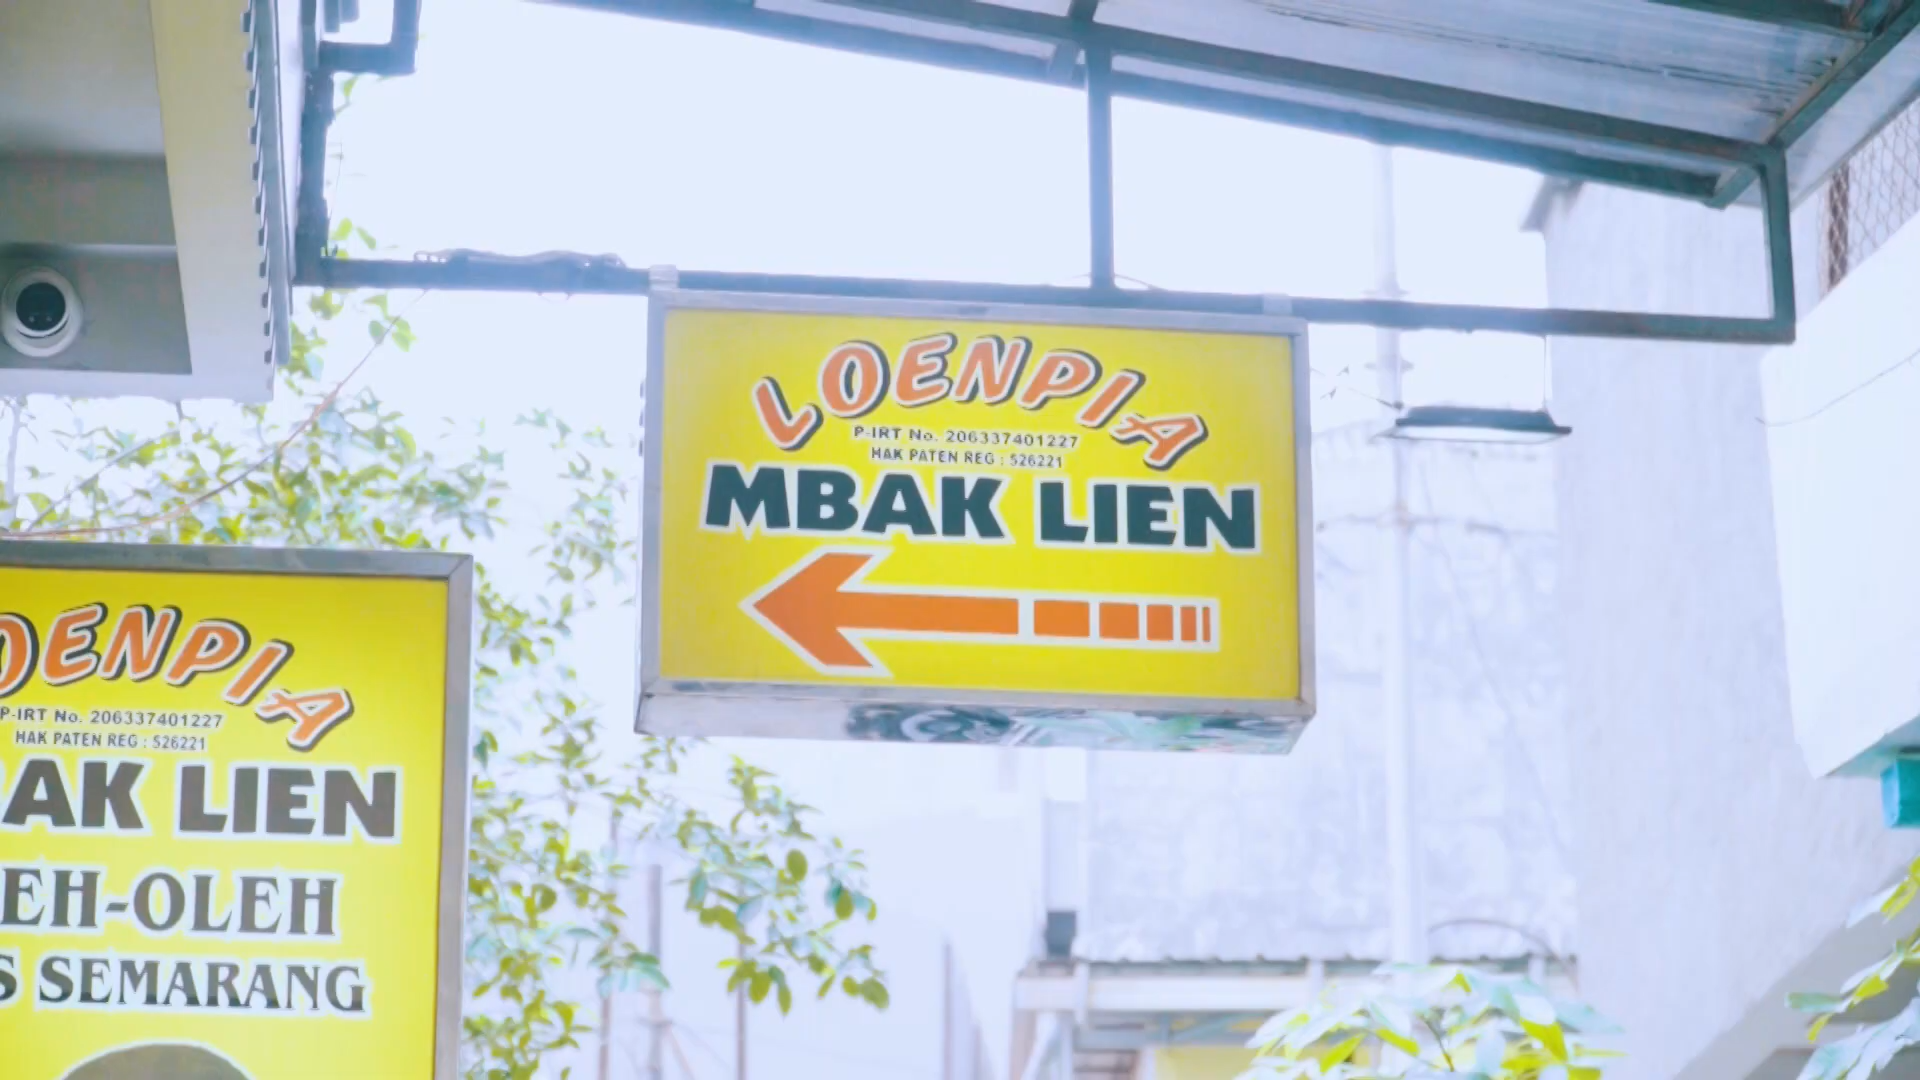 LOENPIA
P-IRT No. 206337401227
HAK PATEN REG : 526221
MBAK LIEN
OENPIA
P-IRT No. 206337401227
HAK PATEN REG : 526221
AK LIEN
EH-OLEH
S SEMARANG